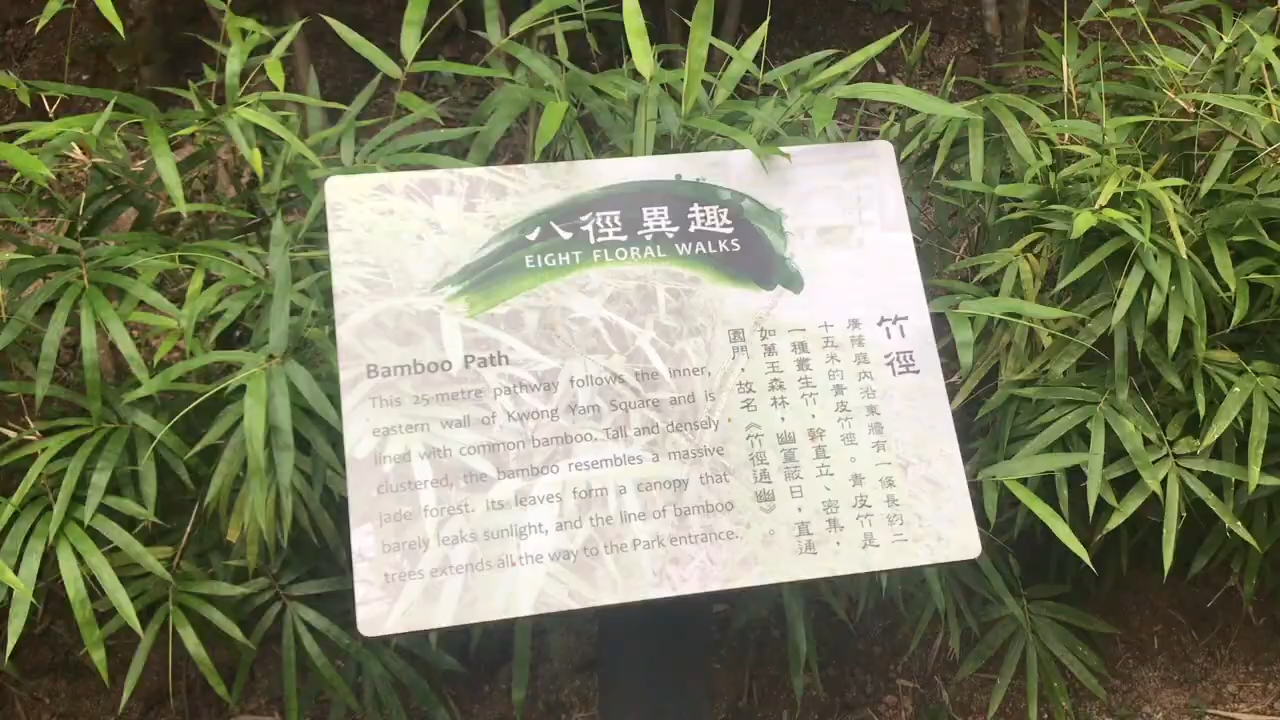 八徑異趣
EIGHT FLORAL WALKS
Bamboo Path
This 25-metre pathway follows the inner,
eastern wall of Kwong Yam Square and is
lined with common bamboo. Tall and densely
clustered, the bamboo resembles a massive
jade forest. Its leaves form a canopy that
barely leaks sunlight, and the line of bamboo
trees extends all the way to the Park entrance.
竹徑
廣蔭庭內沿東牆有一條長約二
十五米的青皮竹徑。青皮竹是
一種叢生竹，幹直立、密集，
如萬玉森林，幽篁蔽日，直通
園門，故名《竹徑通幽》。